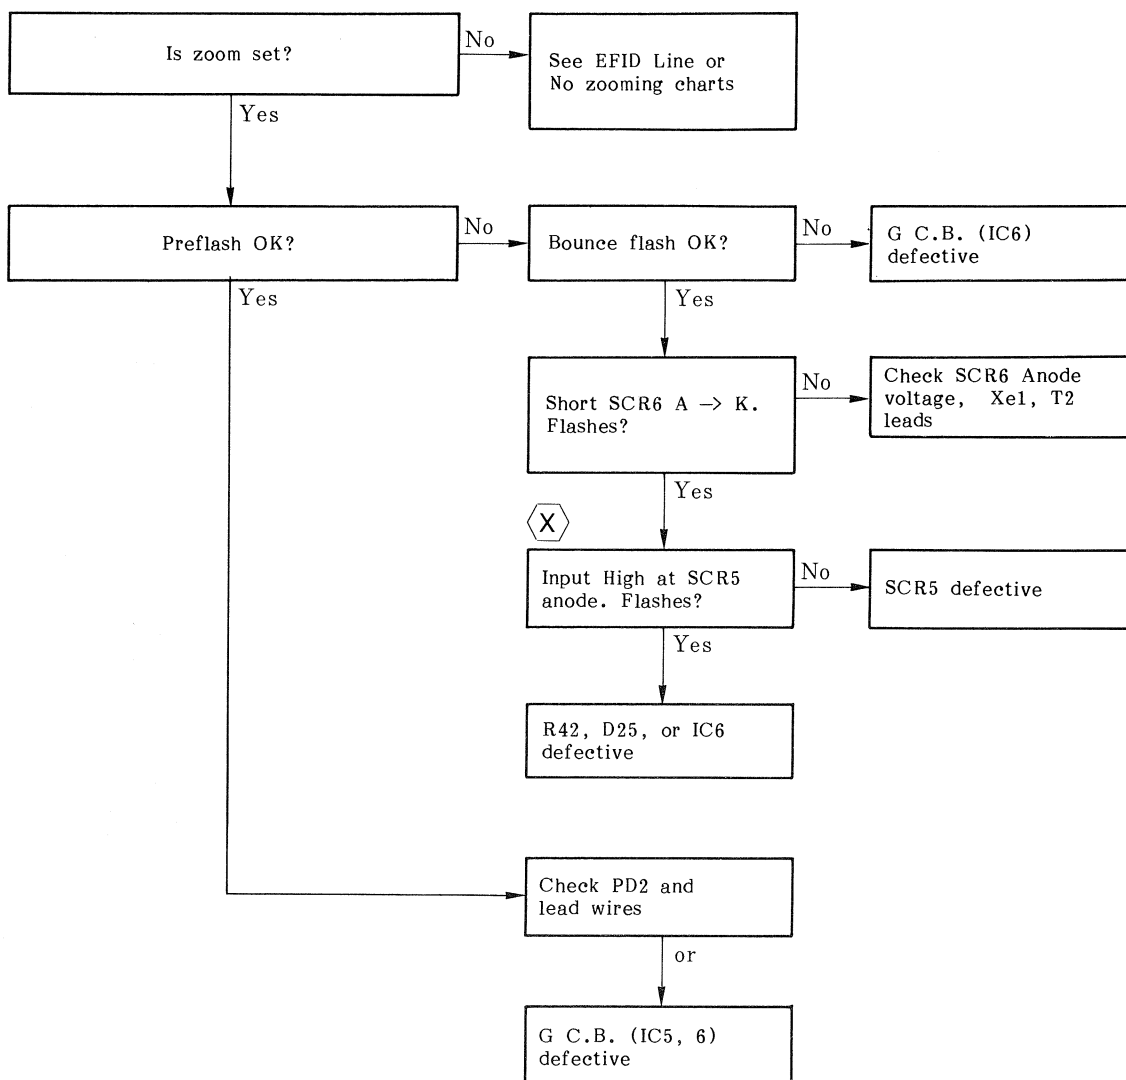 Is zoom set?
No
See EFID Line or
No zooming charts
Yes
Preflash OK?
No
Bounce flash OK?
No
G C.B. (IC6)
defective
Yes
Yes
Short SCR6 A -> K.
Flashes?
No
Check SCR6 Anode
voltage, Xe1, T2
leads
Yes
X
Input High at SCR5
anode. Flashes?
No
SCR5 defective
Yes
R42, D25, or IC6
defective
Check PD2 and
lead wires
or
G C.B. (IC5, 6)
defective